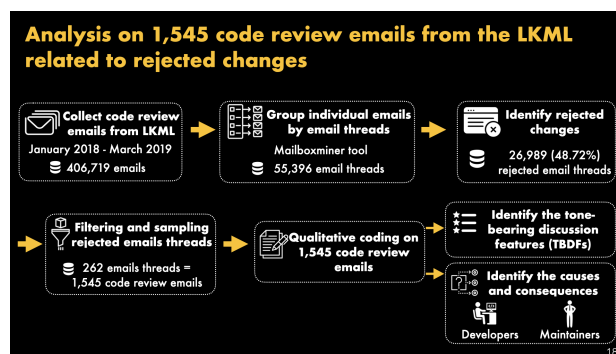 Analysis on 1,545 code review emails from the LKML
related to rejected changes
Collect code review
emails from LKML
January 2018 - March 2019
406,719 emails
Group individual emails
by email threads
Mailboxminer tool
55,396 email threads
Identify rejected
changes
26,989 (48.72%)
rejected email threads
Filtering and sampling
rejected emails threads
262 emails threads =
1,545 code review emails
Qualitative coding on
1,545 code review
emails
Identify the tone-
bearing discussion
features (TBDFs)
Identify the causes
and consequences
Developers
Maintainers